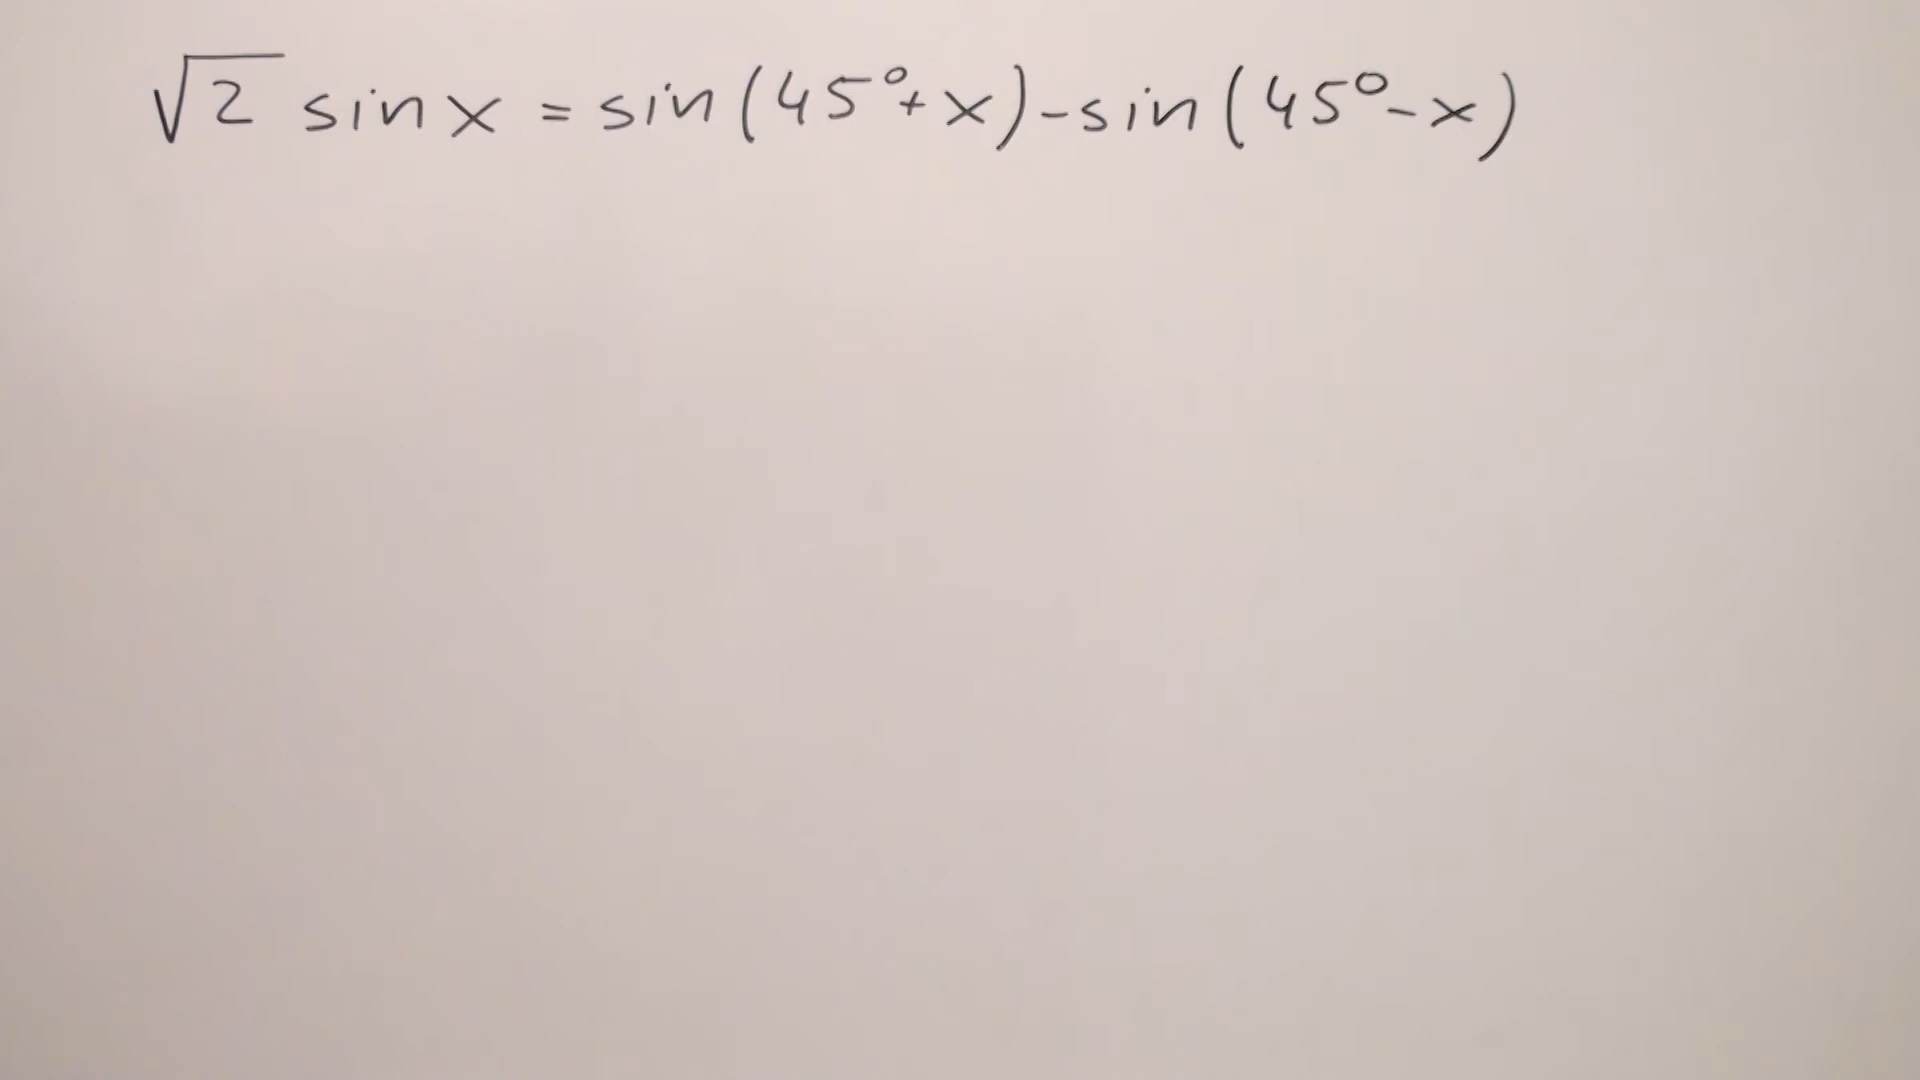 √2 sin x = sin(45°+x)-sin(45°-x)